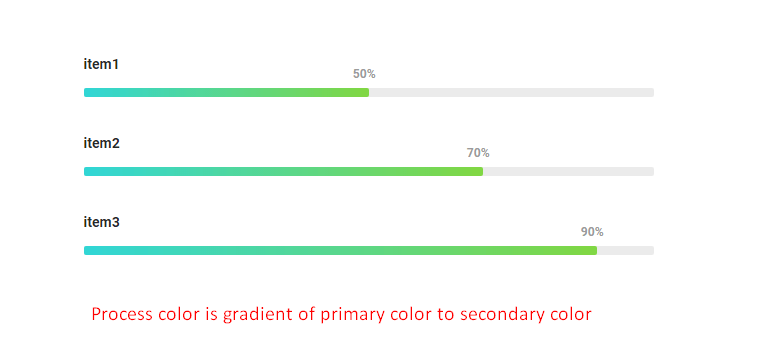 item1
50%
item2
70%
item3
90%
Process color is gradient of primary color to secondary color